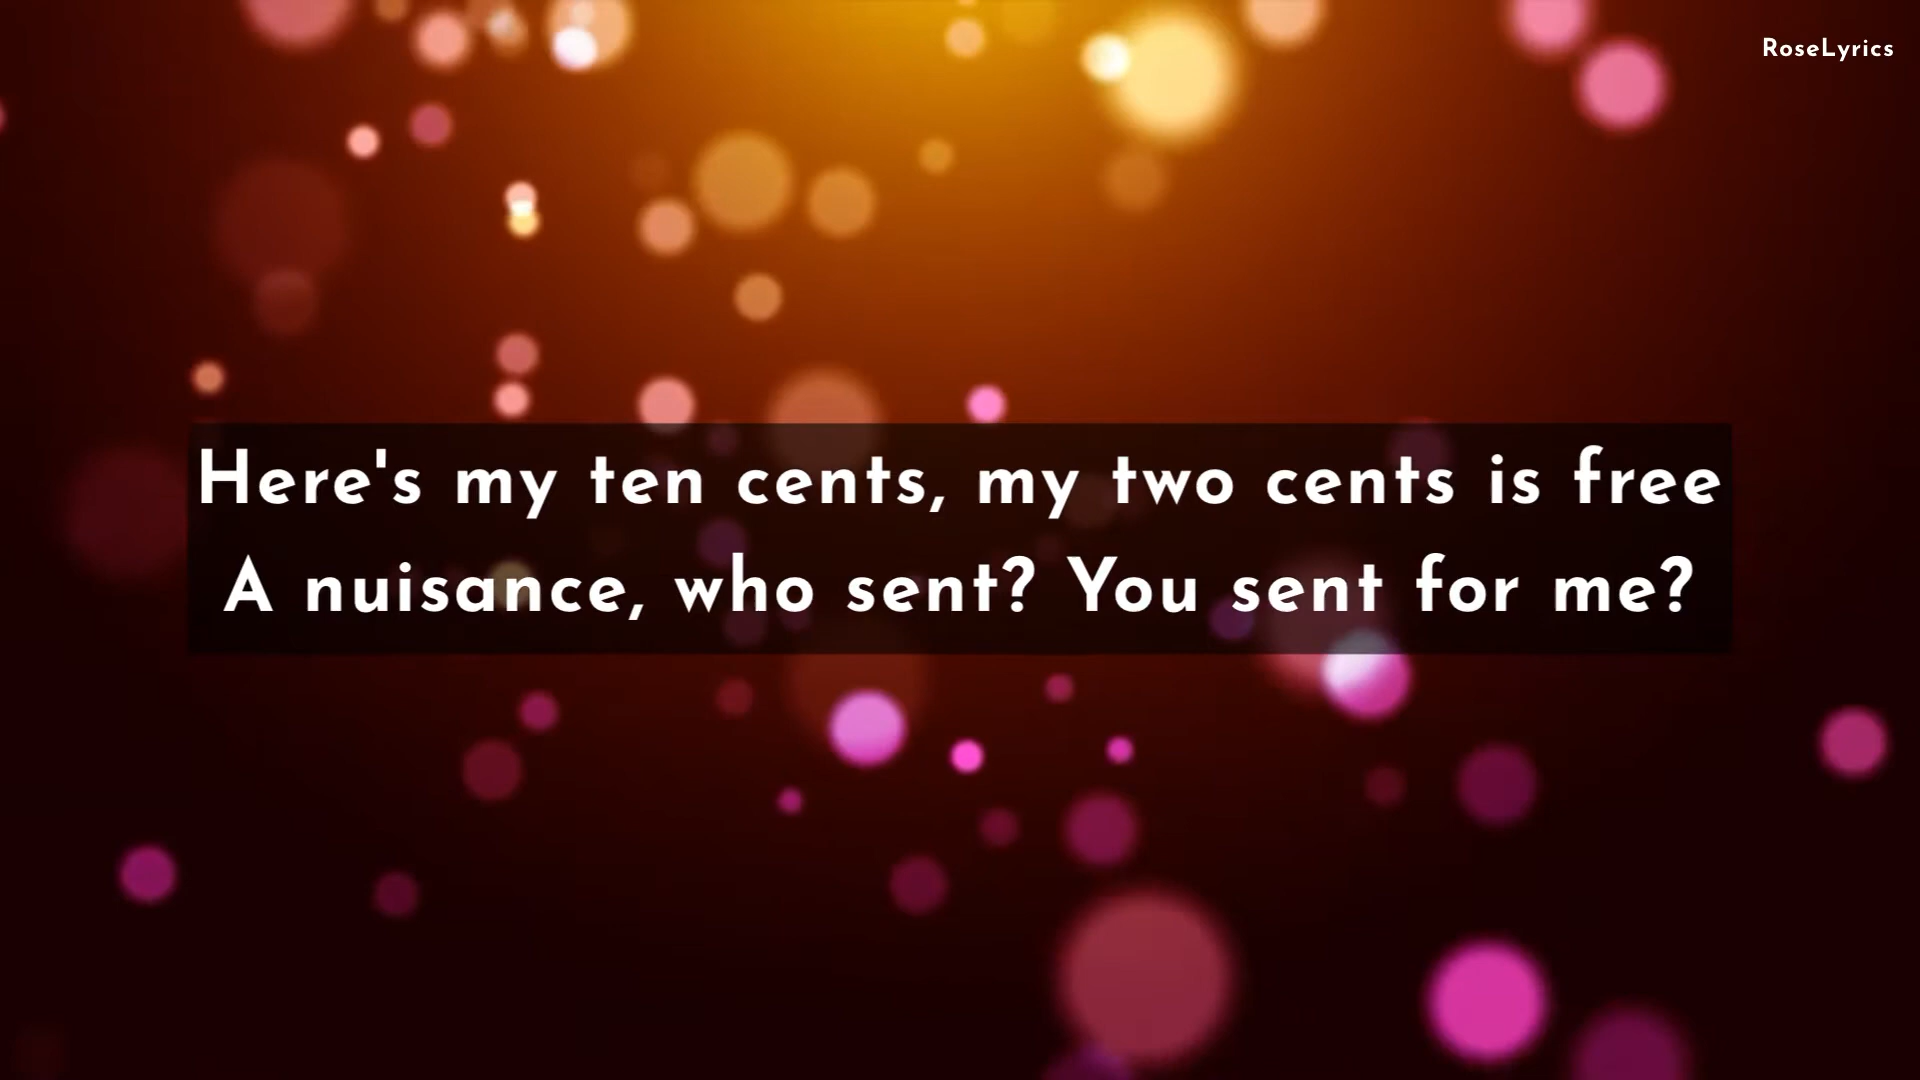 RoseLyrics
Here's my ten cents, my two cents is free
A nuisance, who sent? You sent for me?